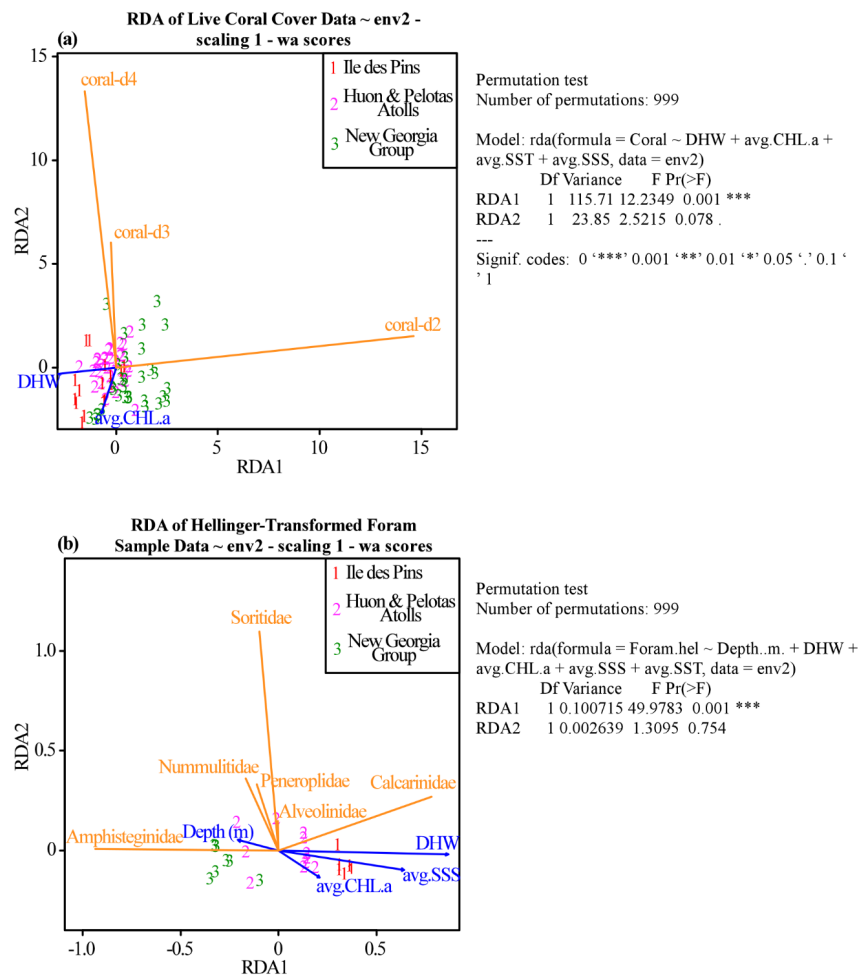 RDA of Live Coral Cover Data ~ env2 -
scaling 1 - wa scores
(a)
15
10
5
0
RDA2
coral-d4
coral-d3
coral-d2
DHW
avg.CHL.a
1 Ile des Pins
2 Huon & Pelotas
Atolls
3 New Georgia
Group
0 5 10 15
RDA1
Permutation test
Number of permutations: 999
Model: rda(formula = Coral ~ DHW + avg.CHL.a +
avg.SST + avg.SSS, data = env2)
Df Variance F Pr(>F)
RDA1 1 115.71 12.2349 0.001 ***
RDA2 1 23.85 2.5215 0.078 .
---
Signif. codes: 0 ‘***’ 0.001 ‘**’ 0.01 ‘*’ 0.05 ‘.’ 0.1 ‘
’ 1
RDA of Hellinger-Transformed Foram
Sample Data ~ env2 - scaling 1 - wa scores
(b)
1 Ile des Pins
2 Huon & Pelotas
Atolls
3 New Georgia
Group
1.0
0.5
0
RDA2
Soritidae
Nummulitidae
Peneroplidae
Calcarinidae
Alveolinidae
Amphisteginidae
Depth (m)
DHW
avg.SSS
avg.CHL.a
-1.0 -0.5 0 0.5
RDA1
Permutation test
Number of permutations: 999
Model: rda(formula = Foram.hel ~ Depth..m. + DHW +
avg.CHL.a + avg.SSS + avg.SST, data = env2)
Df Variance F Pr(>F)
RDA1 1 0.100715 49.9783 0.001 ***
RDA2 1 0.002639 1.3095 0.754